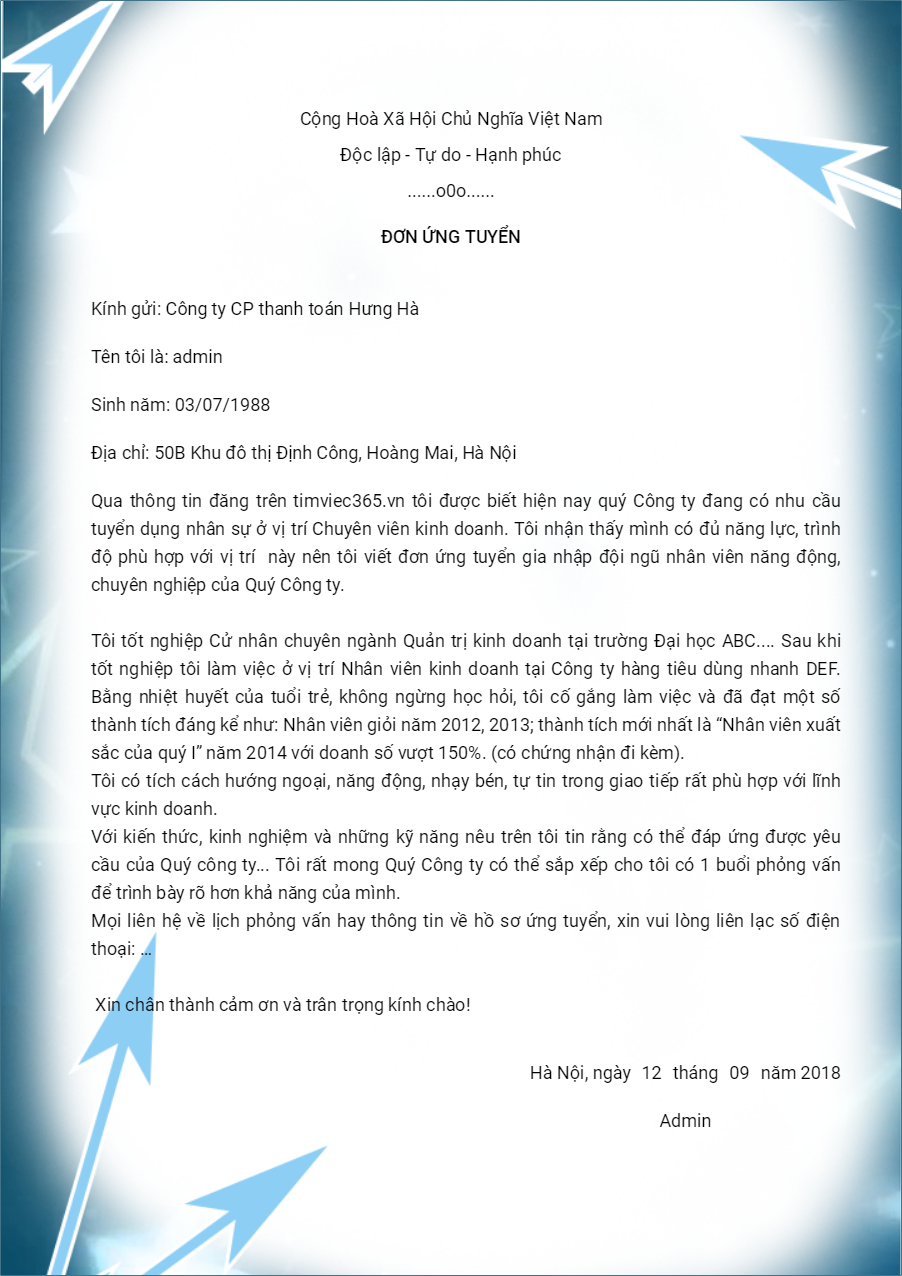 Cộng Hoà Xã Hội Chủ Nghĩa Việt Nam
Độc lập - Tự do - Hạnh phúc
......o0o......
ĐƠN ỨNG TUYỂN
Kính gửi: Công ty CP thanh toán Hưng Hà
Tên tôi là: admin
Sinh năm: 03/07/1988
Địa chỉ: 50B Khu đô thị Định Công, Hoàng Mai, Hà Nội
Qua thông tin đăng trên timviec365.vn tôi được biết hiện nay quý Công ty đang có nhu cầu
tuyển dụng nhân sự ở vị trí Chuyên viên kinh doanh. Tôi nhận thấy mình có đủ năng lực, trình
độ phù hợp với vị trí  này nên tôi viết đơn ứng tuyển gia nhập đội ngũ nhân viên năng động,
chuyên nghiệp của Quý Công ty.
Tôi tốt nghiệp Cử nhân chuyên ngành Quản trị kinh doanh tại trường Đại học ABC.... Sau khi
tốt nghiệp tôi làm việc ở vị trí Nhân viên kinh doanh tại Công ty hàng tiêu dùng nhanh DEF.
Bằng nhiệt huyết của tuổi trẻ, không ngừng học hỏi, tôi cố gắng làm việc và đã đạt một số
thành tích đáng kể như: Nhân viên giỏi năm 2012, 2013; thành tích mới nhất là “Nhân viên xuất
sắc của quý I” năm 2014 với doanh số vượt 150%. (có chứng nhận đi kèm).
Tôi có tích cách hướng ngoại, năng động, nhạy bén, tự tin trong giao tiếp rất phù hợp với lĩnh
vực kinh doanh.
Với kiến thức, kinh nghiệm và những kỹ năng nêu trên tôi tin rằng có thể đáp ứng được yêu
cầu của Quý công ty... Tôi rất mong Quý Công ty có thể sắp xếp cho tôi có 1 buổi phỏng vấn
để trình bày rõ hơn khả năng của mình.
Mọi liên hệ về lịch phỏng vấn hay thông tin về hồ sơ ứng tuyển, xin vui lòng liên lạc số điện
thoại: ...
Xin chân thành cảm ơn và trân trọng kính chào!
Hà Nội, ngày 12 tháng 09 năm 2018
Admin